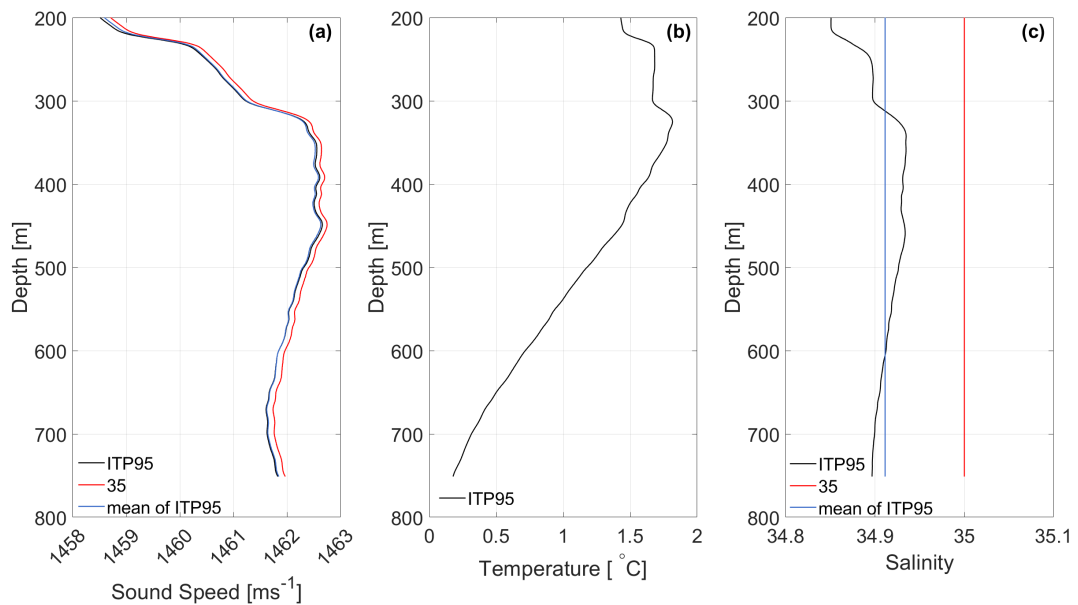 (a)
200
300
400
500
600
700
800
Depth [m]
ITP95
35
mean of ITP95
1458
1459
1460
1461
1462
1463
Sound Speed [ms⁻¹]
(b)
200
300
400
500
600
700
800
Depth [m]
ITP95
0
0.5
1
1.5
2
Temperature [ °C]
(c)
200
300
400
500
600
700
800
Depth [m]
ITP95
35
mean of ITP95
34.8
34.9
35
35.1
Salinity